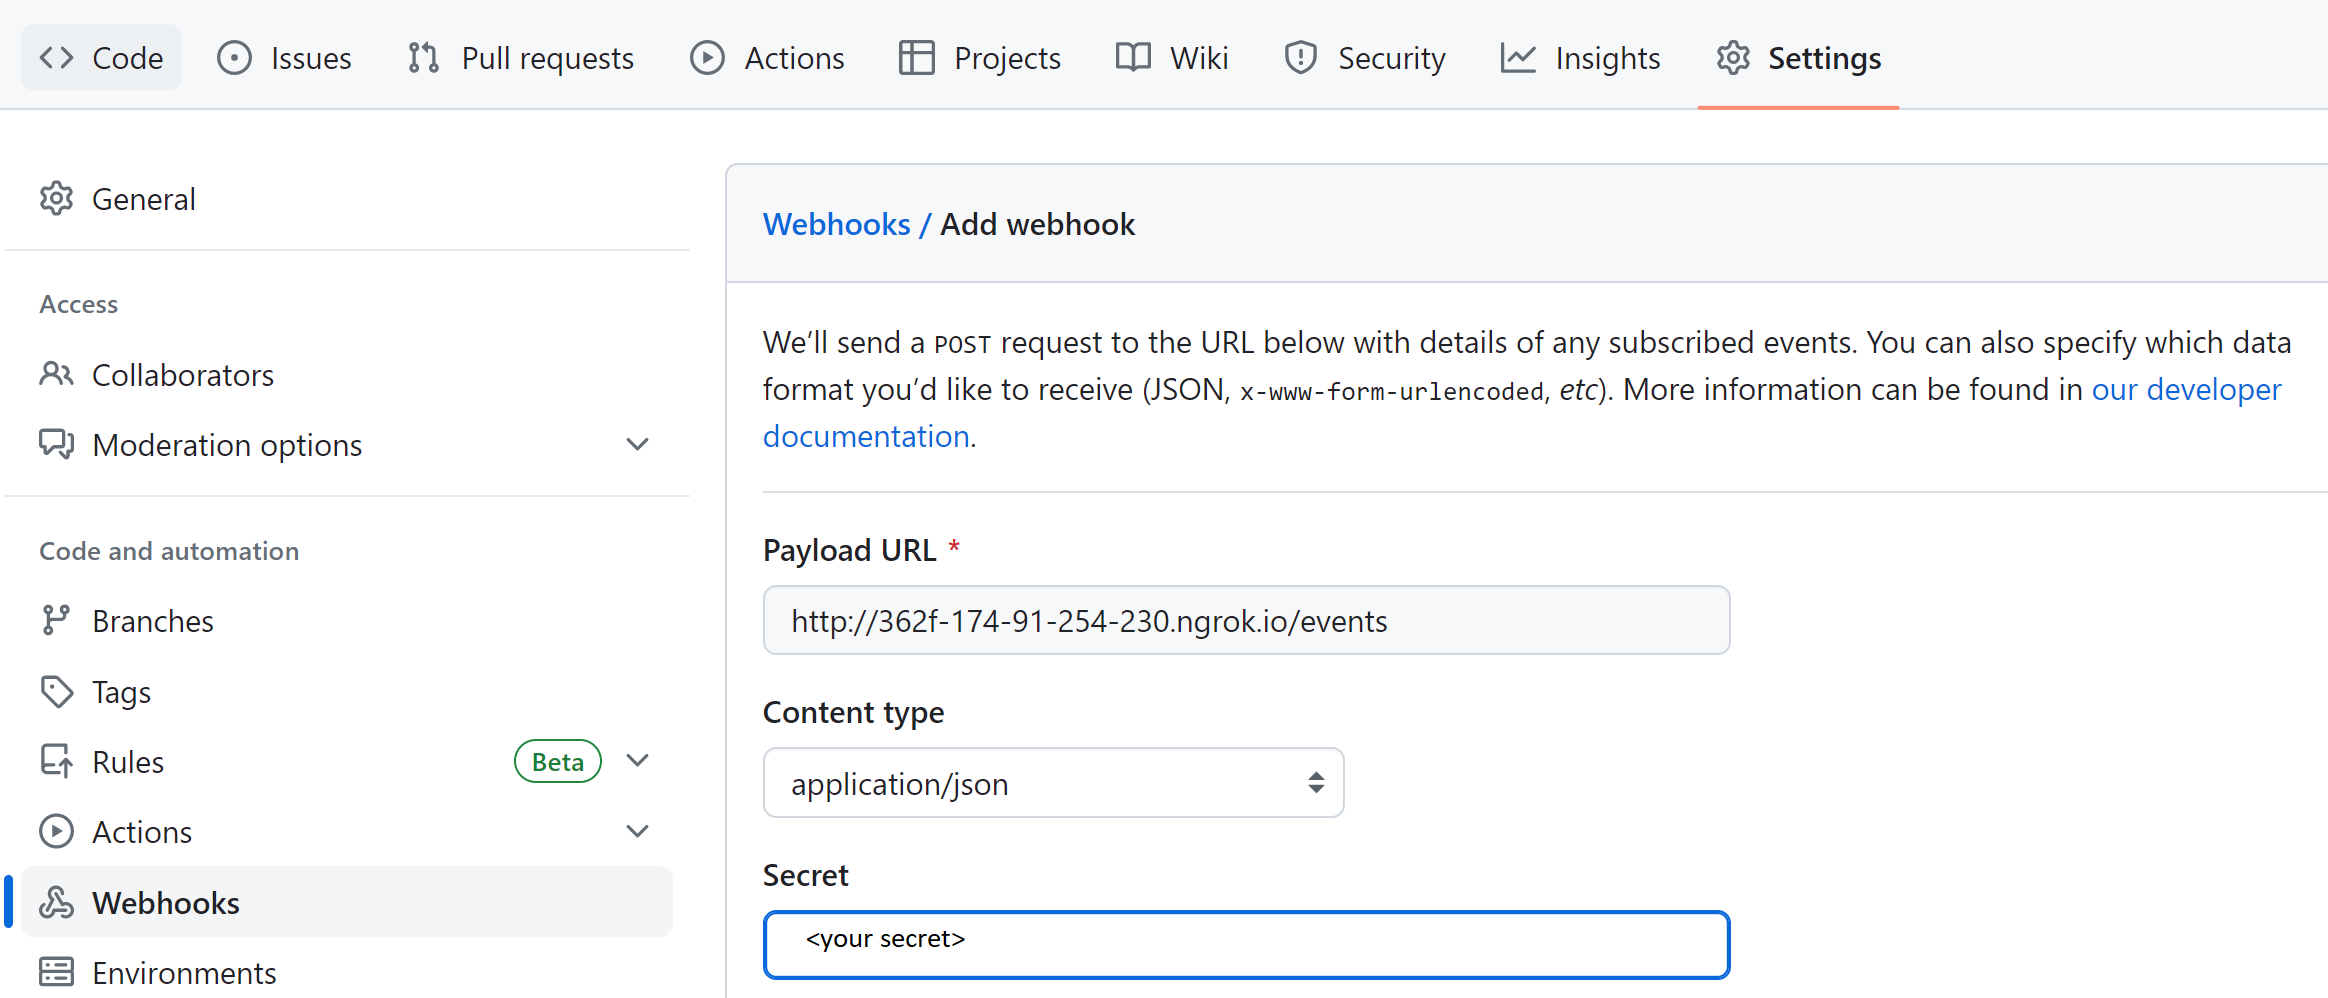 Code Issues Pull requests Actions Projects Wiki Security Insights Settings
General
Access
Collaborators
Moderation options
Code and automation
Branches
Tags
Rules Beta
Actions
Webhooks
Environments
Webhooks / Add webhook
We’ll send a POST request to the URL below with details of any subscribed events. You can also specify which data
format you’d like to receive (JSON, x-www-form-urlencoded, etc). More information can be found in our developer
documentation.
Payload URL *
http://362f-174-91-254-230.ngrok.io/events
Content type
application/json
Secret
<your secret>